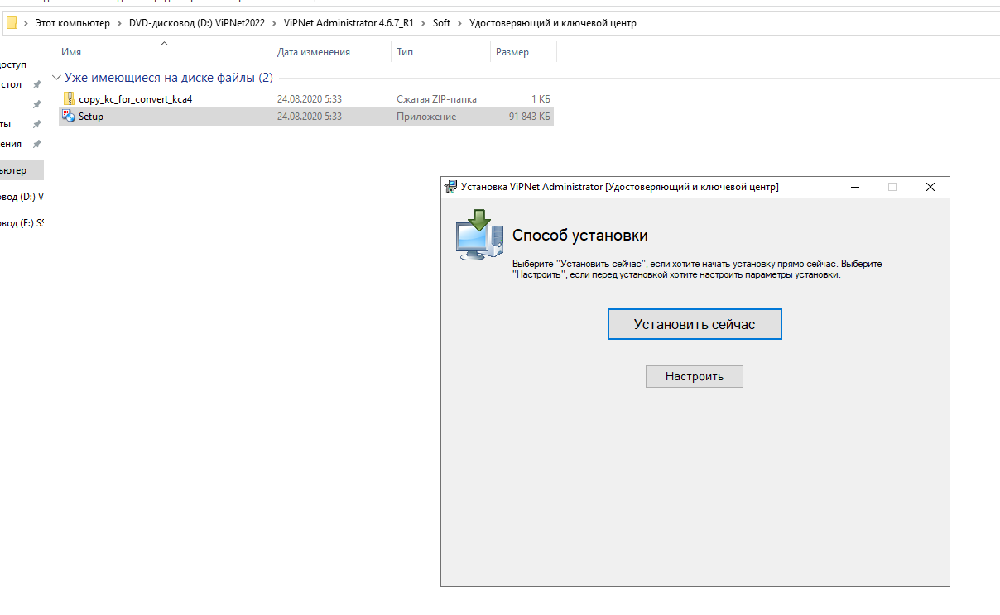 Этот компьютер > DVD-дисковод (D:) ViPNet2022 > ViPNet Administrator 4.6.7_R1 > Soft > Удостоверяющий и ключевой центр
Имя Дата изменения Тип Размер
оступ
Уже имеющиеся на диске файлы (2)
стол
copy_kc_for_convert_kca4 24.08.2020 5:33 Сжатая ZIP-папка 1 КБ
Setup 24.08.2020 5:33 Приложение 91 843 КБ
ты
ения
ьютер
овод (D:) V
овод (E:) SS
Установка ViPNet Administrator [Удостоверяющий и ключевой центр]
Способ установки
Выберите "Установить сейчас", если хотите начать установку прямо сейчас. Выберите
"Настроить", если перед установкой хотите настроить параметры установки.
Установить сейчас
Настроить